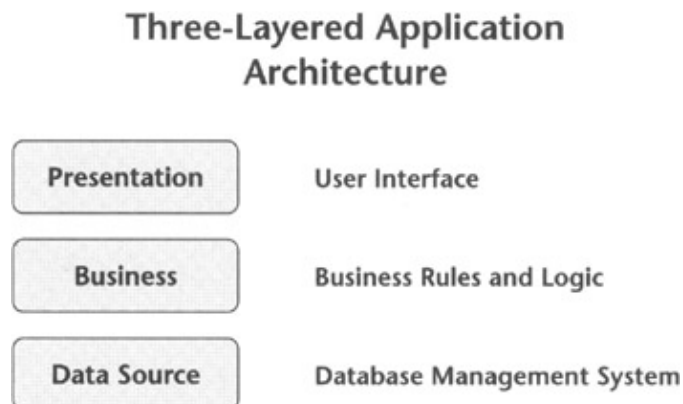 Three-Layered Application
Architecture
Presentation User Interface
Business Business Rules and Logic
Data Source Database Management System